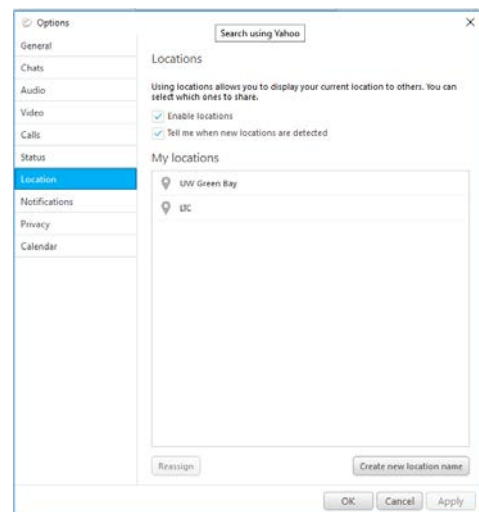 Options
Search using Yahoo
General
Chats
Audio
Video
Calls
Status
Location
Notifications
Privacy
Calendar
Locations
Using locations allows you to display your current location to others. You can
select which ones to share.
Enable locations
Tell me when new locations are detected
My locations
UW Green Bay
LTC
Reassign
Create new location name
OK
Cancel
Apply